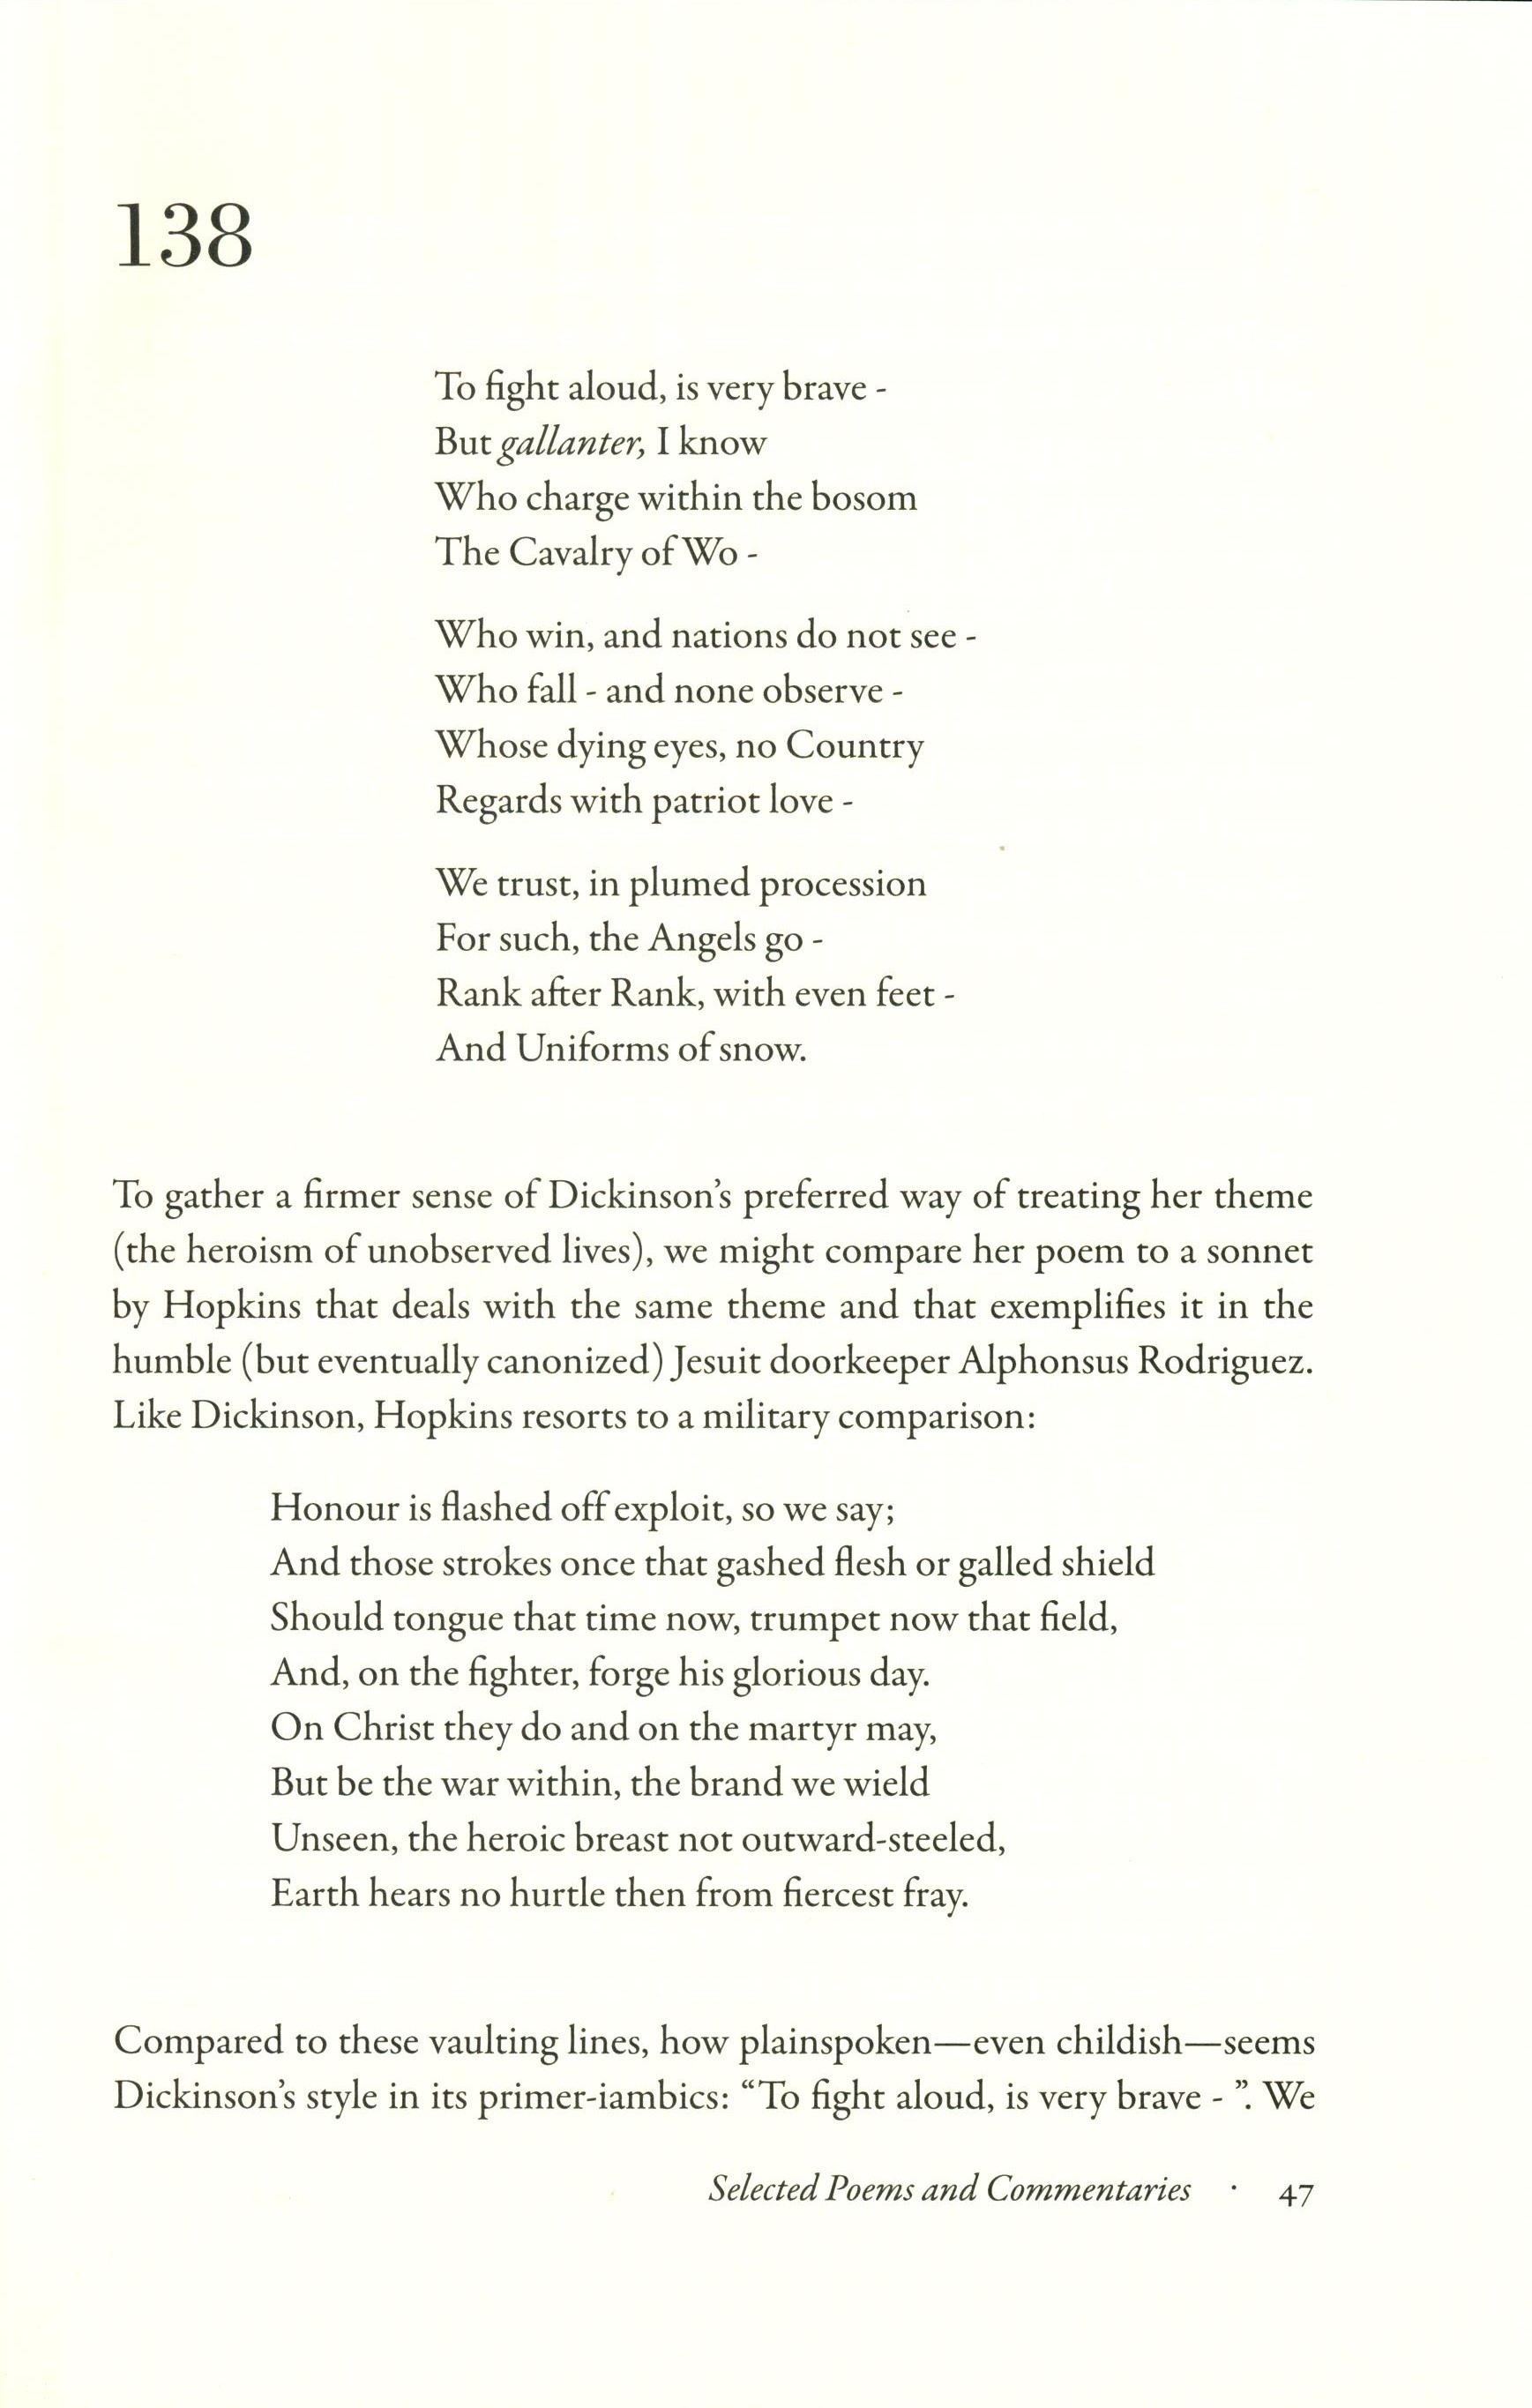 138
To fight aloud, is very brave -
But gallanter, I know
Who charge within the bosom
The Cavalry of Wo -
Who win, and nations do not see -
Who fall - and none observe -
Whose dying eyes, no Country
Regards with patriot love -
We trust, in plumed procession
For such, the Angels go -
Rank after Rank, with even feet -
And Uniforms of snow.
To gather a firmer sense of Dickinson’s preferred way of treating her theme
(the heroism of unobserved lives), we might compare her poem to a sonnet
by Hopkins that deals with the same theme and that exemplifies it in the
humble (but eventually canonized) Jesuit doorkeeper Alphonsus Rodriguez.
Like Dickinson, Hopkins resorts to a military comparison:
Honour is flashed off exploit, so we say;
And those strokes once that gashed flesh or galled shield
Should tongue that time now, trumpet now that field,
And, on the fighter, forge his glorious day.
On Christ they do and on the martyr may,
But be the war within, the brand we wield
Unseen, the heroic breast not outward-steeled,
Earth hears no hurtle then from fiercest fray.
Compared to these vaulting lines, how plainspoken—even childish—seems
Dickinson’s style in its primer-iambics: “To fight aloud, is very brave - ”. We
Selected Poems and Commentaries · 47